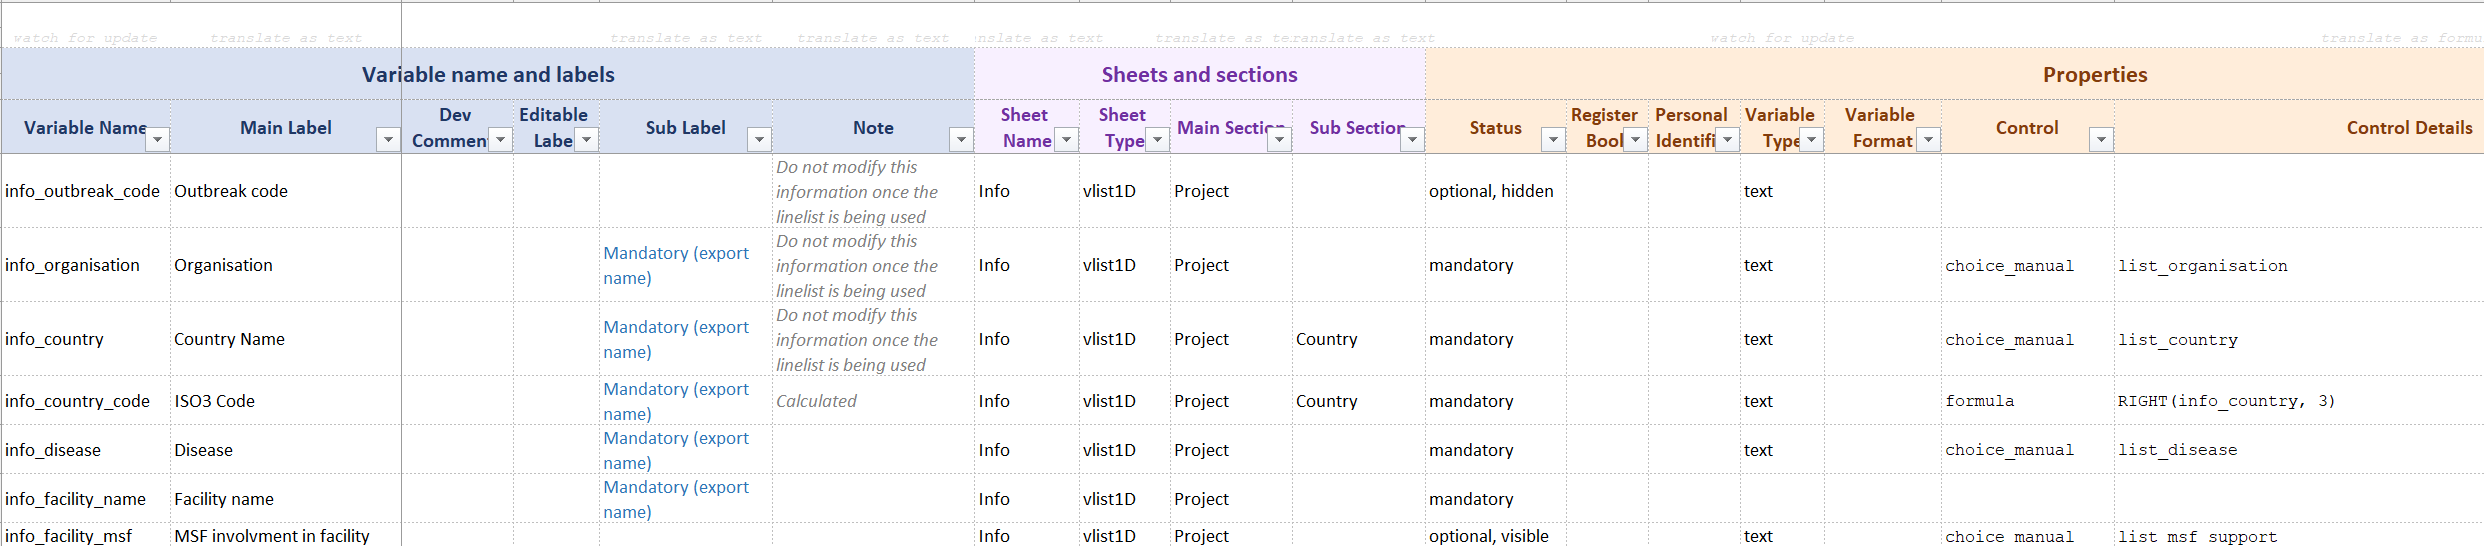 watch for update translate as text translate as text translate as text nslate as text translate as te translate as text watch for update translate as formu
Variable name and labels Sheets and sections Properties
Variable Name Main Label Dev Commen Editable Labe Sub Label Note Sheet Name Sheet Type Main Section Sub Section Status Register Bool Personal Identifi Variable Type Variable Format Control Control Details
info_outbreak_code Outbreak code Do not modify this information once the linelist is being used Info vlist1D Project optional, hidden text
info_organisation Organisation Mandatory (export name) Do not modify this information once the linelist is being used Info vlist1D Project mandatory text choice_manual list_organisation
info_country Country Name Mandatory (export name) Do not modify this information once the linelist is being used Info vlist1D Project Country mandatory text choice_manual list_country
info_country_code ISO3 Code Mandatory (export name) Calculated Info vlist1D Project Country mandatory text formula RIGHT(info_country, 3)
info_disease Disease Mandatory (export name) Info vlist1D Project mandatory text choice_manual list_disease
info_facility_name Facility name Mandatory (export name) Info vlist1D Project mandatory
info_facility_msf MSF involvment in facility Info vlist1D Project optional, visible text choice manual list msf support